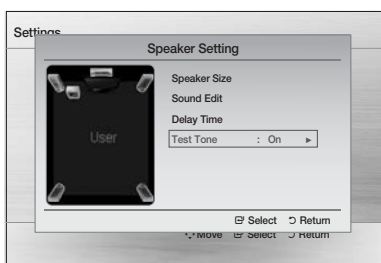 Settings
Speaker Setting
Speaker Size
Sound Edit
Delay Time
User
Test Tone : On ►
Select Return
Move Select Return